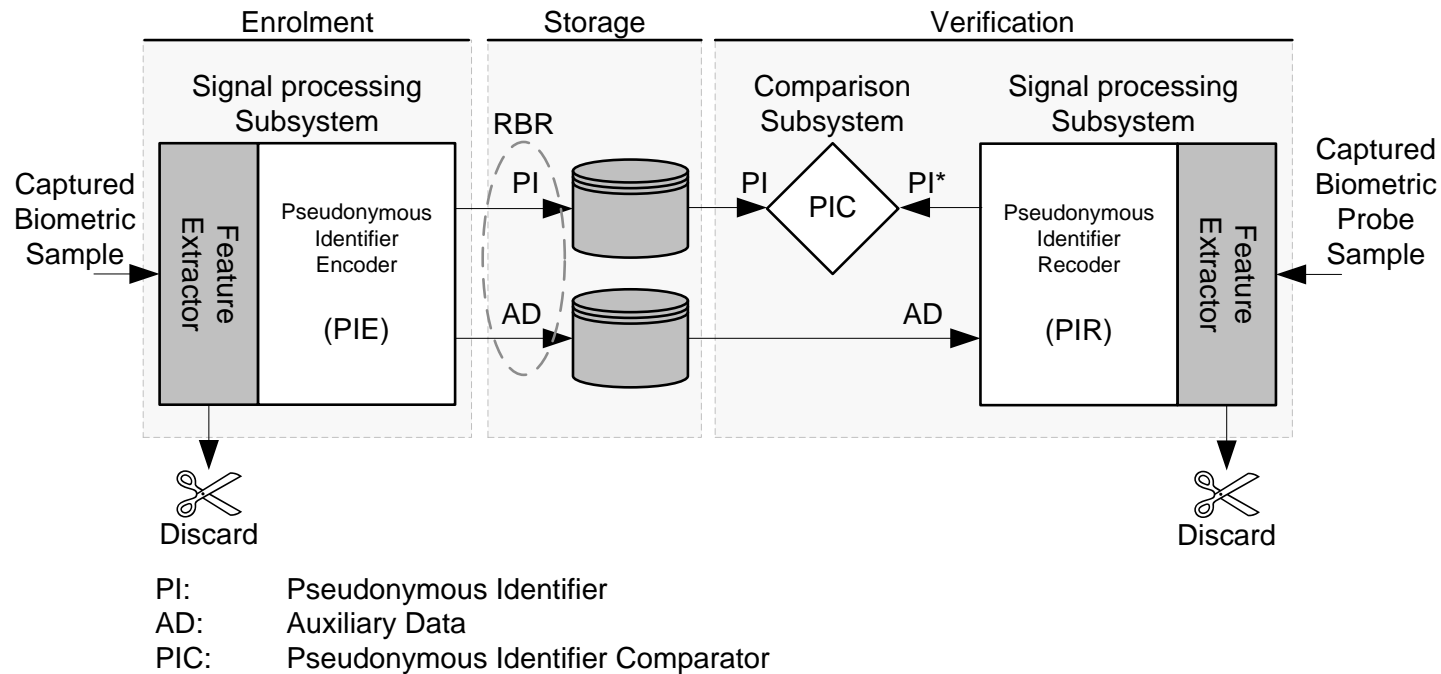 Enrolment
Storage
Verification
Signal processing
Subsystem
RBR
Comparison
Subsystem
Signal processing
Subsystem
Captured
Biometric
Sample
Feature
Extractor
Pseudonymous
Identifier
Encoder
(PIE)
PI
AD
PI
PIC
PI*
AD
Pseudonymous
Identifier
Recoder
(PIR)
Feature
Extractor
Captured
Biometric
Probe
Sample
Discard
Discard
PI: Pseudonymous Identifier
AD: Auxiliary Data
PIC: Pseudonymous Identifier Comparator